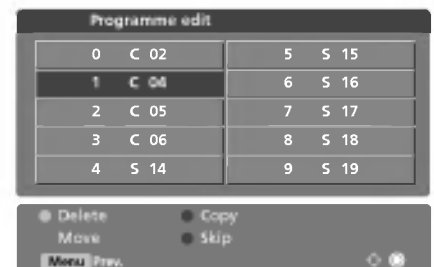 Programme edit
0 C 02 5 S 15
1 C 04 6 S 16
2 C 05 7 S 17
3 C 06 8 S 18
4 S 14 9 S 19
Delete Copy
Move Skip
Menu Prev.